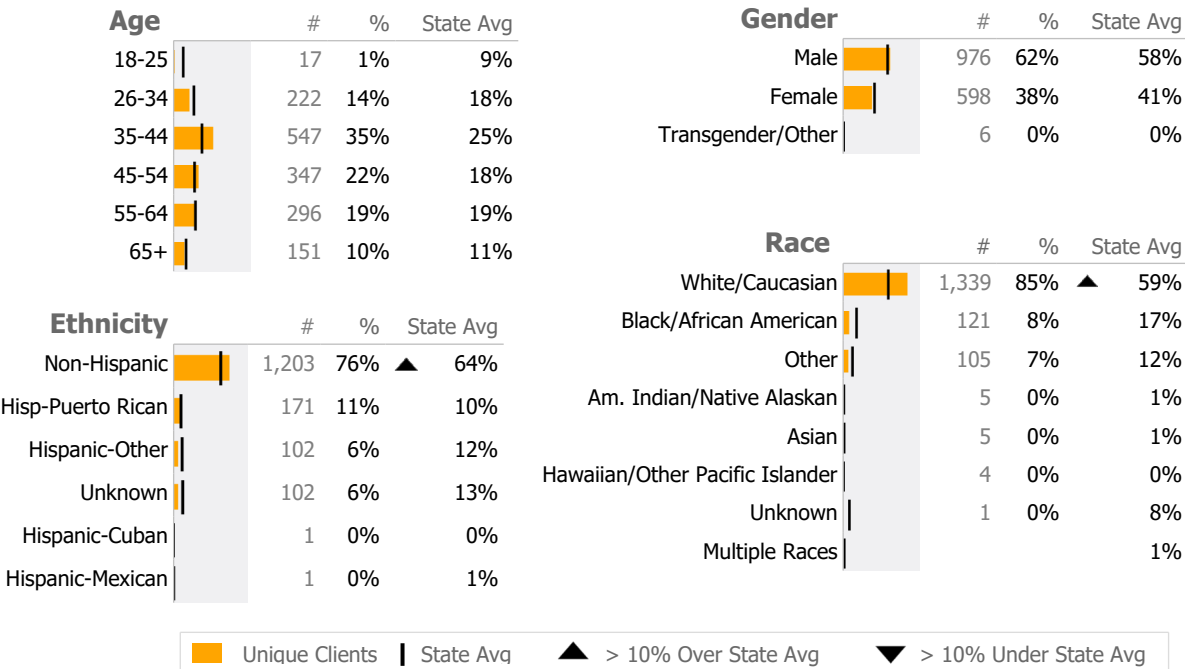 Age # % State Avg
18-25 17 1% 9%
26-34 222 14% 18%
35-44 547 35% 25%
45-54 347 22% 18%
55-64 296 19% 19%
65+ 151 10% 11%
Ethnicity # % State Avg
Non-Hispanic 1,203 76% ▲ 64%
Hisp-Puerto Rican 171 11% 10%
Hispanic-Other 102 6% 12%
Unknown 102 6% 13%
Hispanic-Cuban 1 0% 0%
Hispanic-Mexican 1 0% 1%
Gender # % State Avg
Male 976 62% 58%
Female 598 38% 41%
Transgender/Other 6 0% 0%
Race # % State Avg
White/Caucasian 1,339 85% ▲ 59%
Black/African American 121 8% 17%
Other 105 7% 12%
Am. Indian/Native Alaskan 5 0% 1%
Asian 5 0% 1%
Hawaiian/Other Pacific Islander 4 0% 0%
Unknown 1 0% 8%
Multiple Races 1%
Unique Clients State Avg ▲ > 10% Over State Avg ▼ > 10% Under State Avg